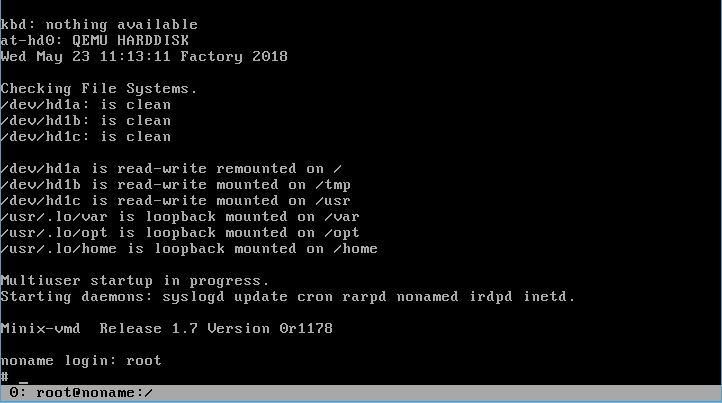 kbd: nothing available
at-hd0: QEMU HARDDISK
Wed May 23 11:13:11 Factory 2018
Checking File Systems.
/dev/hd1a: is clean
/dev/hd1b: is clean
/dev/hd1c: is clean
/dev/hd1a is read-write remounted on /
/dev/hd1b is read-write mounted on /tmp
/dev/hd1c is read-write mounted on /usr
/usr/.lo/var is loopback mounted on /var
/usr/.lo/opt is loopback mounted on /opt
/usr/.lo/home is loopback mounted on /home
Multiuser startup in progress.
Starting daemons: syslogd update cron rarpd nonamed irdpd inetd.
Minix-vmd  Release 1.7 Version 0r1178
noname login: root
# _
0: root@noname:/